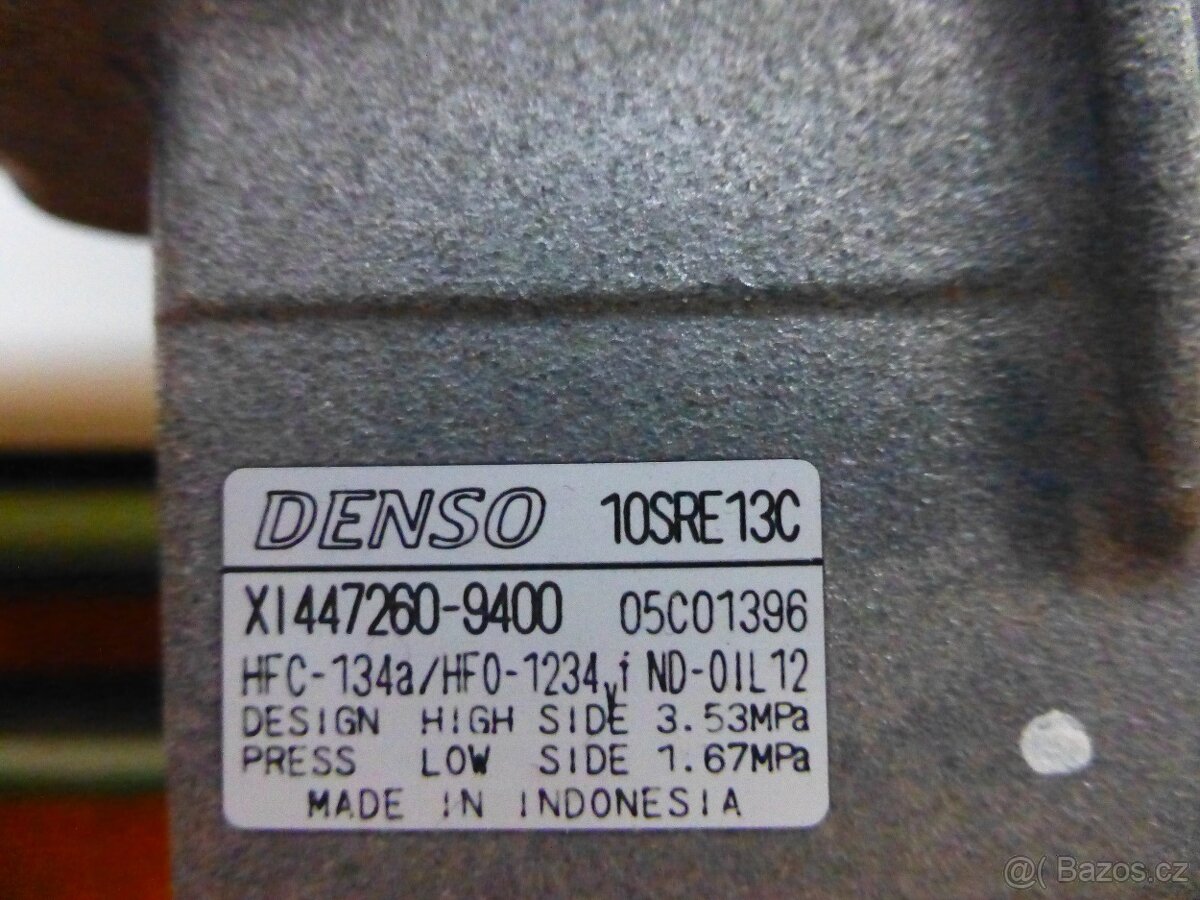 DENSO 10SRE13C
XI447260-9400 05C01396
HFC-134a/HFO-1234yf ND-OIL12
DESIGN HIGH SIDE 3.53MPa
PRESS LOW SIDE 1.67MPa
MADE IN INDONESIA
@( Bazos.cz